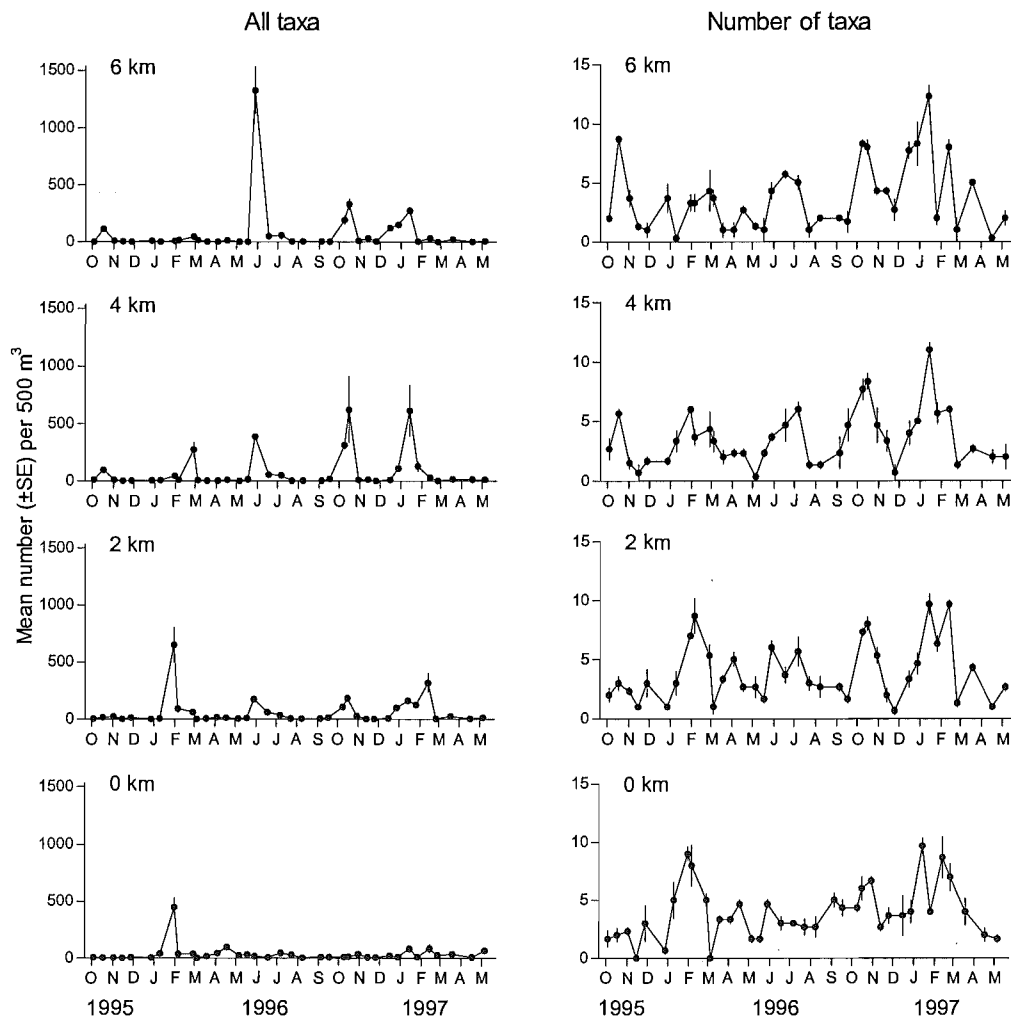 All taxa
Number of taxa
Mean number (±SE) per 500 m³
6 km
1500
1000
500
0
O N D J F M A M J J A S O N D J F M A M
6 km
15
10
5
0
O N D J F M A M J J A S O N D J F M A M
4 km
1500
1000
500
0
O N D J F M A M J J A S O N D J F M A M
4 km
15
10
5
0
O N D J F M A M J J A S O N D J F M A M
2 km
1500
1000
500
0
O N D J F M A M J J A S O N D J F M A M
2 km
15
10
5
0
O N D J F M A M J J A S O N D J F M A M
0 km
1500
1000
500
0
O N D J F M A M J J A S O N D J F M A M
1995 1996 1997
0 km
15
10
5
0
O N D J F M A M J J A S O N D J F M A M
1995 1996 1997